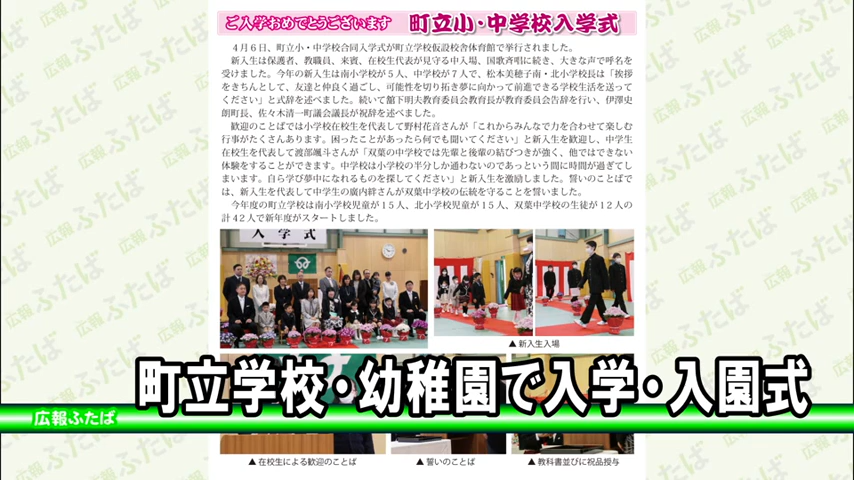 ご入学おめでとうございます 町立小・中学校入学式
４月６日、町立小・中学校合同入学式が町立学校仮設校舎体育館で挙行されました。
新入生は保護者、教職員、来賓、在校生代表が見守る中入場、国歌斉唱に続き、大きな声で呼名を
受けました。今年の新入生は南小学校が５人、中学校が７人で、松本美穂子南・北小学校長は「挨拶
をきちんとして、友達と仲良く過ごし、可能性を切り拓き夢に向かって前進できる学校生活を送って
ください」と式辞を述べました。続いて舘下明夫教育委員会教育長が教育委員会告辞を行い、伊澤史
朗町長、佐々木清一町議会議長が祝辞を述べました。
歓迎のことばでは小学校在校生を代表して野村花音さんが「これからみんなで力を合わせて楽しむ
行事がたくさんあります。困ったことがあったら何でも聞いてください」と新入生を歓迎し、中学生
在校生を代表して渡部颯斗さんが「双葉の中学校では先輩と後輩の結びつきが強く、他ではできない
体験をすることができます。中学校は小学校の半分しか通わないのであっという間に時間が過ぎてし
まいます。自ら学び夢中になれるものを探してください」と新入生を激励しました。誓いのことばで
は、新入生を代表して中学生の廣内絆さんが双葉中学校の伝統を守ることを誓いました。
今年度の町立学校は南小学校児童が１５人、北小学校児童が１５人、双葉中学校の生徒が１２人の
計４２人で新年度がスタートしました。
入学式
▲ 新入生入場
町立学校・幼稚園で入学・入園式
広報ふたば
▲ 在校生による歓迎のことば ▲ 誓いのことば ▲ 教科書並びに祝品授与